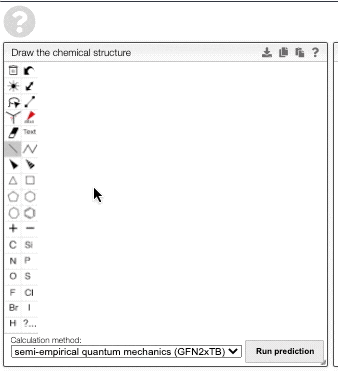 ?
Draw the chemical structure ?
Text
+ −
C Si
N P
O S
F Cl
Br I
H ?...
Calculation method:
semi-empirical quantum mechanics (GFN2xTB) Run prediction